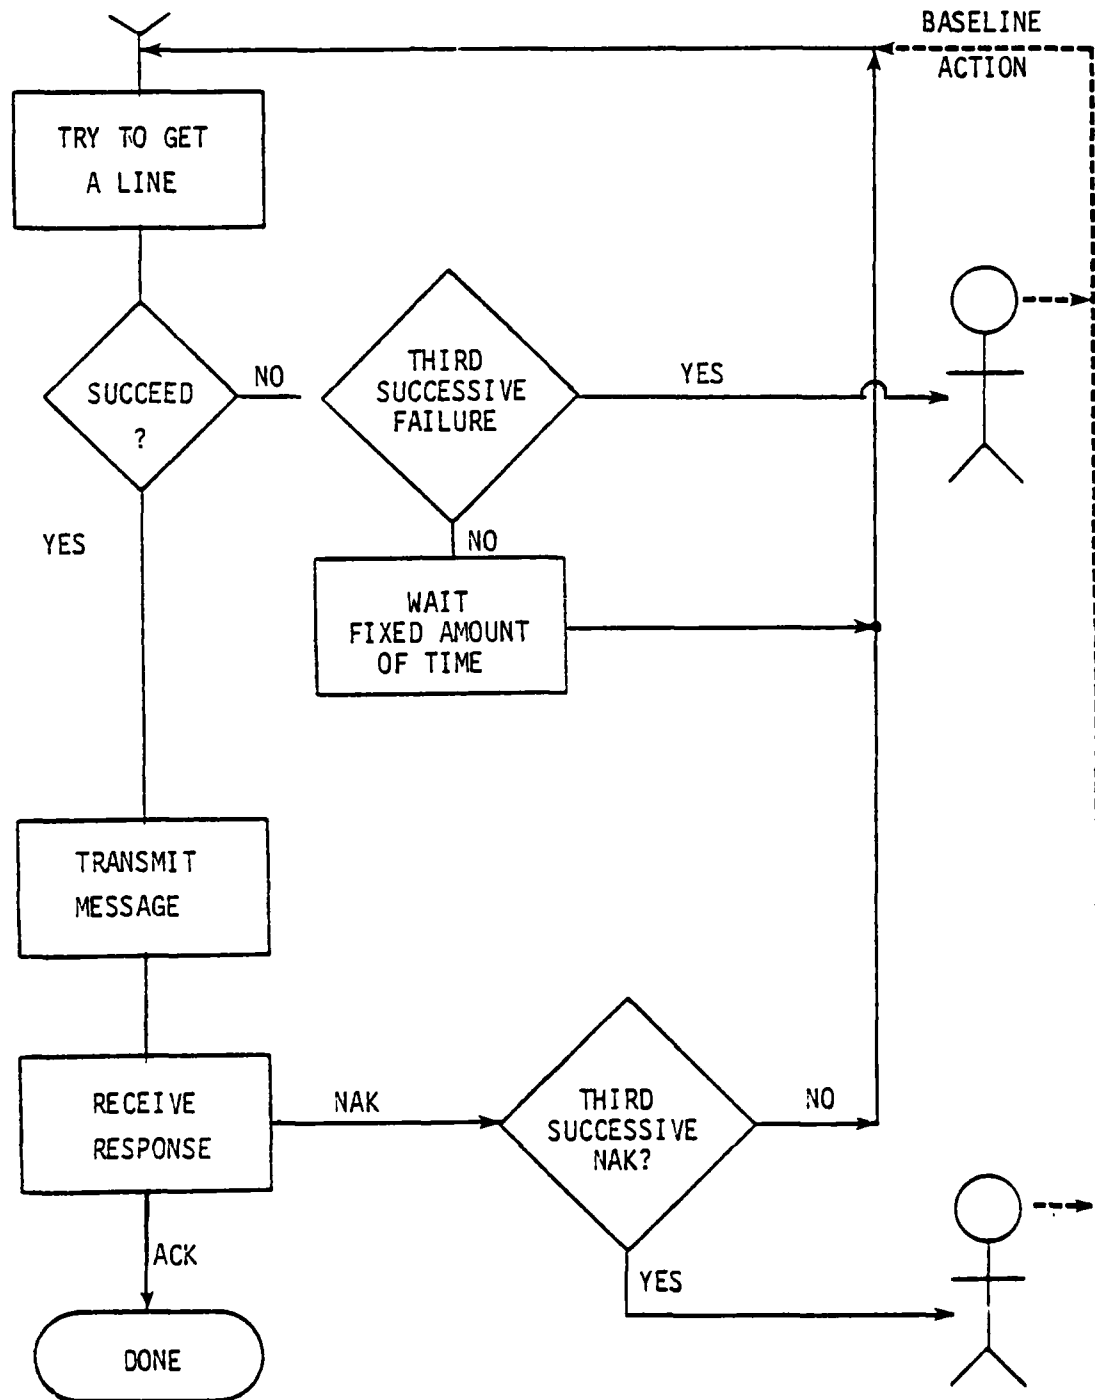 BASELINE
ACTION
TRY TO GET
A LINE
SUCCEED
?
NO
THIRD
SUCCESSIVE
FAILURE
YES
YES
NO
WAIT
FIXED AMOUNT
OF TIME
TRANSMIT
MESSAGE
RECEIVE
RESPONSE
NAK
THIRD
SUCCESSIVE
NAK?
NO
ACK
YES
DONE